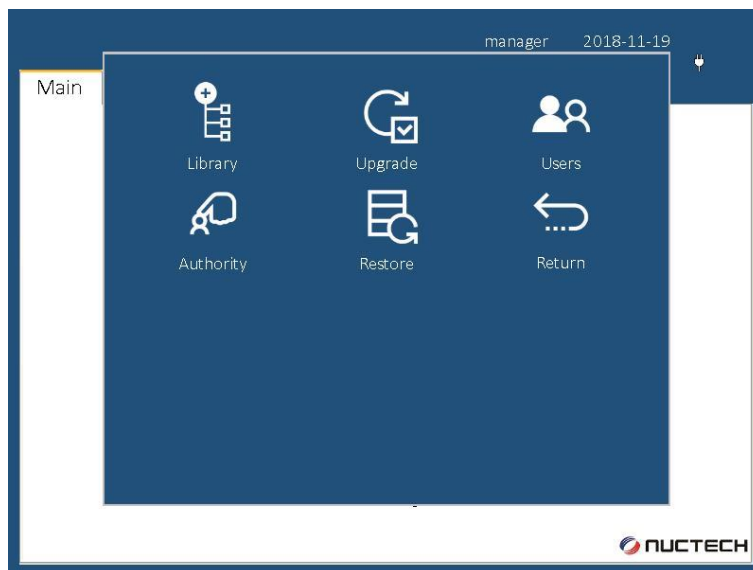 manager 2018-11-19
Main
Library Upgrade Users
Authority Restore Return
NUCTECH